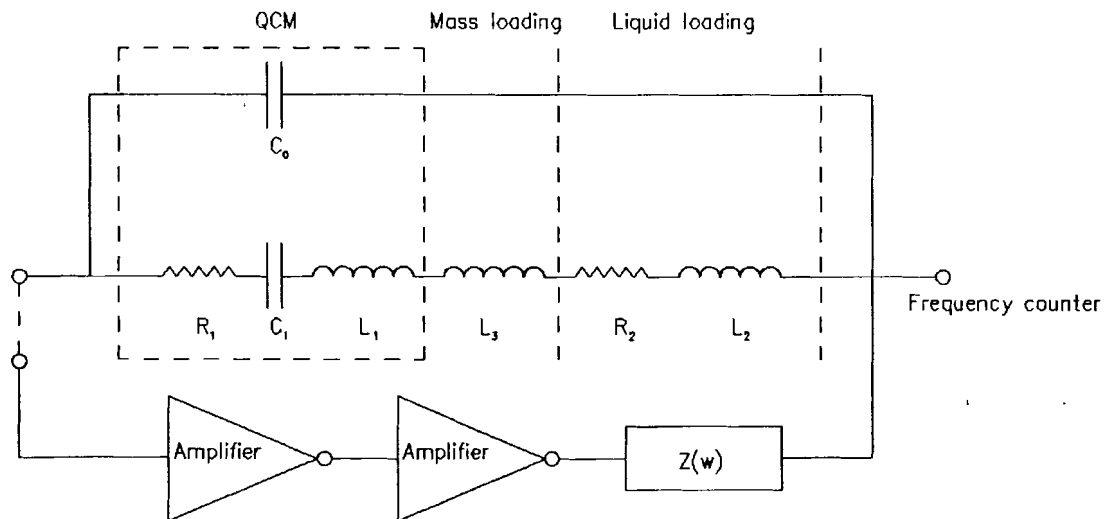 QCM
Mass loading
Liquid loading
C₀
R₁
C₁
L₁
L₃
R₂
L₂
Frequency counter
Amplifier
Amplifier
Z(w)